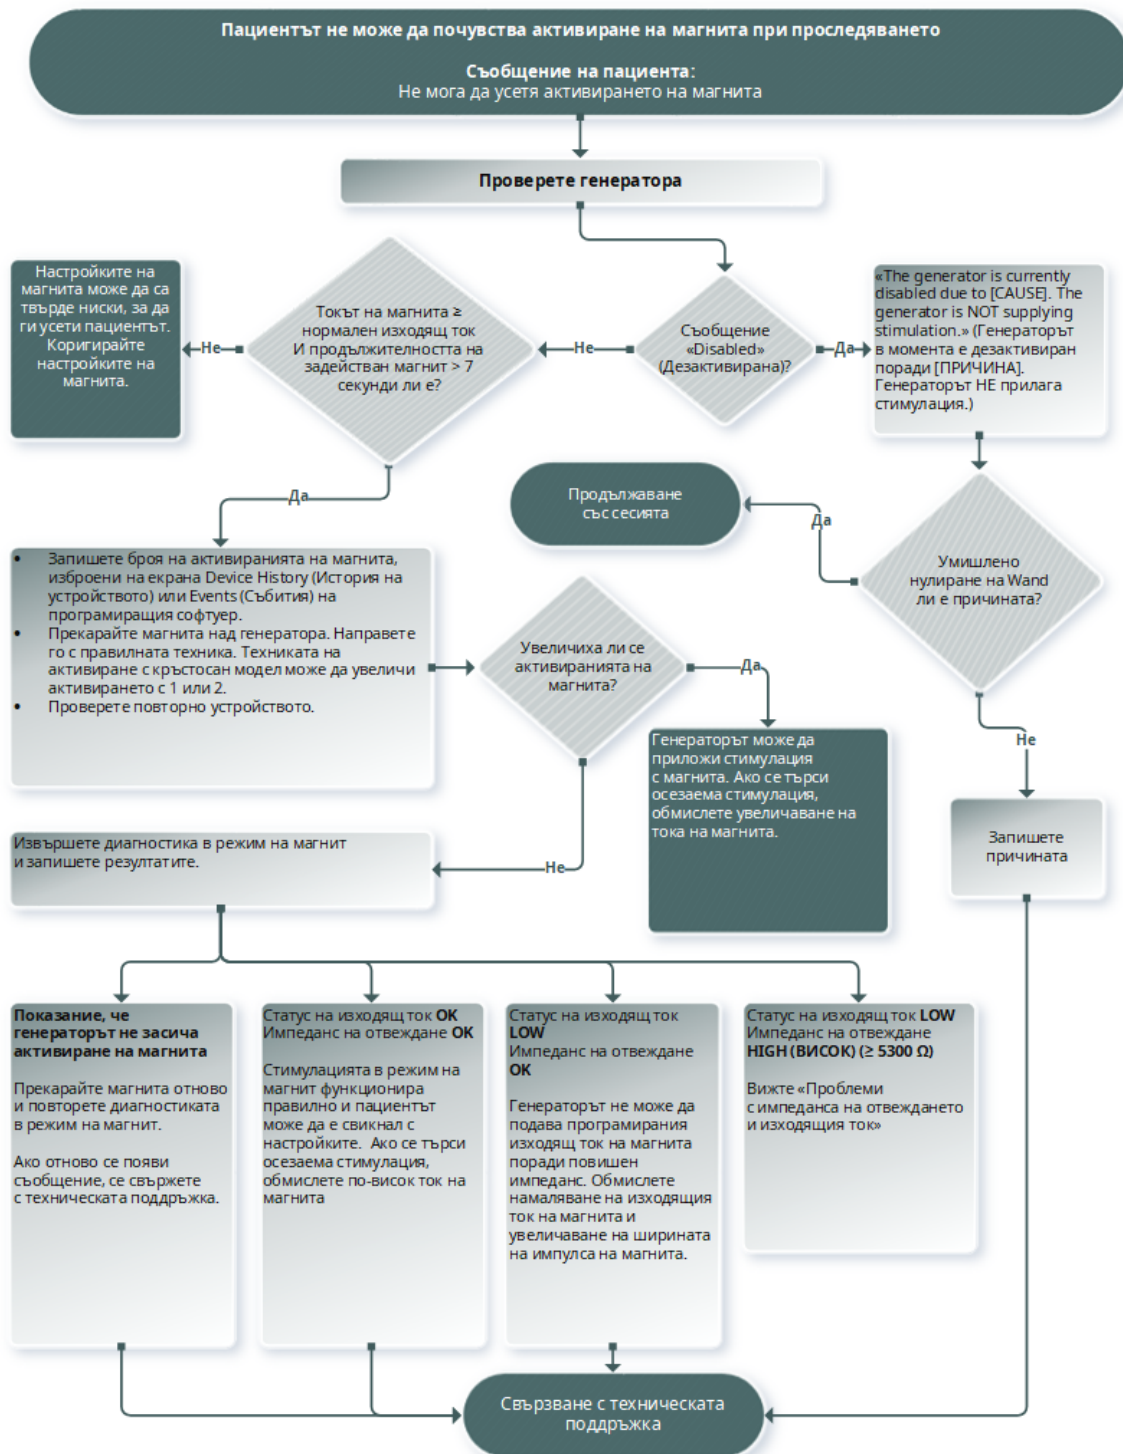 Пациентът не може да почувства активиране на магнита при проследяването
Съобщение на пациента:
Не мога да усетя активирането на магнита
Проверете генератора
Настройките на
магнита може да са
твърде ниски, за да
ги усети пациентът.
Коригирайте
настройките на
магнита.
Не
Токът на магнита ≥
нормален изходящ ток
И продължителността на
задействан магнит > 7
секунди ли е?
Не
Съобщение
«Disabled»
(Дезактивирана)?
Да
«The generator is currently
disabled due to [CAUSE]. The
generator is NOT supplying
stimulation.» (Генераторът
в момента е дезактивиран
поради [ПРИЧИНА].
Генераторът НЕ прилага
стимулация.)
Да
Продължаване
със сесията
Да
Умишлено
нулиране на Wand
ли е причината?
• Запишете броя на активиранията на магнита,
изброени на екрана Device History (История на
устройството) или Events (Събития) на
програмиращия софтуер.
• Прекарайте магнита над генератора. Направете
го с правилната техника. Техниката на
активиране с кръстосан модел може да увеличи
активирането с 1 или 2.
• Проверете повторно устройството.
Увеличиха ли се
активиранията на
магнита?
Да
Не
Генераторът може да
приложи стимулация
с магнита. Ако се търси
осезаема стимулация,
обмислете увеличаване на
тока на магнита.
Запишете
причината
Извършете диагностика в режим на магнит
и запишете резултатите.
Не
Показание, че
генераторът не засича
активиране на магнита
Прекарайте магнита отново
и повторете диагностиката
в режим на магнит.
Ако отново се появи
съобщение, се свържете
с техническата поддръжка.
Статус на изходящ ток OK
Импеданс на отвеждане OK
Стимулацията в режим на
магнит функционира
правилно и пациентът
може да е свикнал с
настройките. Ако се търси
осезаема стимулация,
обмислете по-висок ток на
магнита
Статус на изходящ ток
LOW
Импеданс на отвеждане
OK
Генераторът не може да
подава програмирания
изходящ ток на магнита
поради повишен
импеданс. Обмислете
намаляване на изходящия
ток на магнита и
увеличаване на ширината
на импулса на магнита.
Статус на изходящ ток LOW
Импеданс на отвеждане
HIGH (ВИСОК) (≥ 5300 Ω)
Вижте «Проблеми
с импеданса на отвеждането
и изходящия ток»
Свързване с техническата
поддръжка